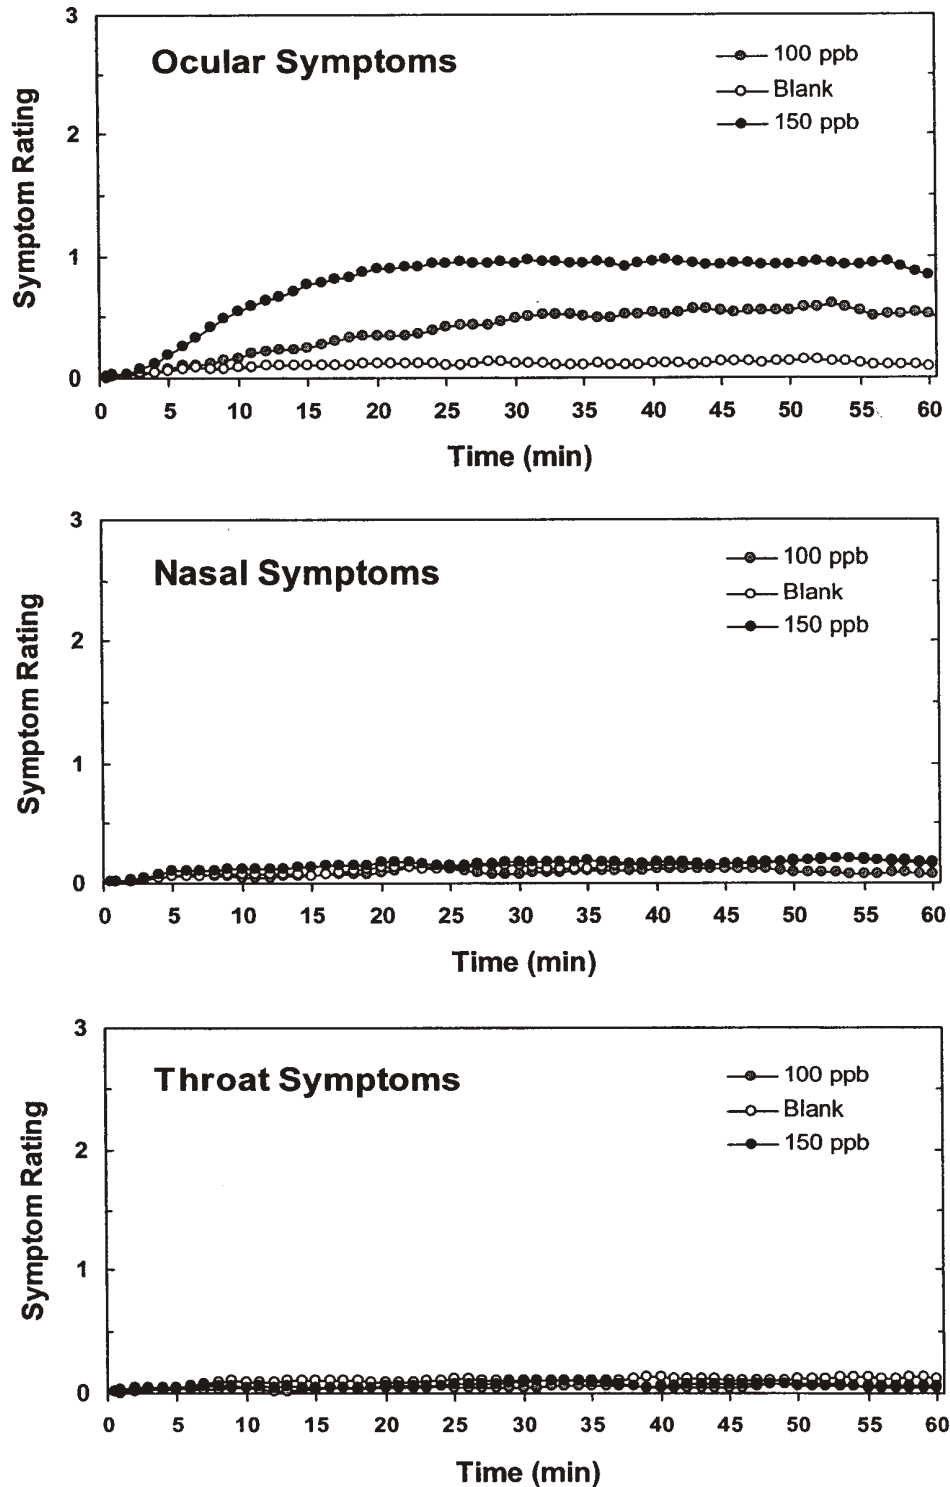 3
Ocular Symptoms
100 ppb
Blank
150 ppb
2
1
0
Symptom Rating
0 5 10 15 20 25 30 35 40 45 50 55 60
Time (min)
3
Nasal Symptoms
100 ppb
Blank
150 ppb
2
1
0
Symptom Rating
0 5 10 15 20 25 30 35 40 45 50 55 60
Time (min)
3
Throat Symptoms
100 ppb
Blank
150 ppb
2
1
0
Symptom Rating
0 5 10 15 20 25 30 35 40 45 50 55 60
Time (min)